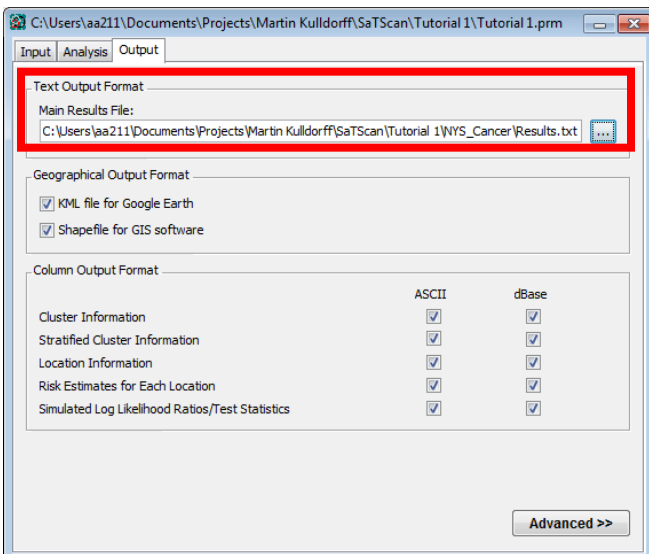 C:\Users\aa211\Documents\Projects\Martin Kulldorff\SaTScan\Tutorial 1\Tutorial 1.prm
Input Analysis Output
Text Output Format
Main Results File:
C:\Users\aa211\Documents\Projects\Martin Kulldorff\SaTScan\Tutorial 1\NYS_Cancer\Results.txt ...
Geographical Output Format
KML file for Google Earth
Shapefile for GIS software
Column Output Format
ASCII dBase
Cluster Information
Stratified Cluster Information
Location Information
Risk Estimates for Each Location
Simulated Log Likelihood Ratios/Test Statistics
Advanced >>